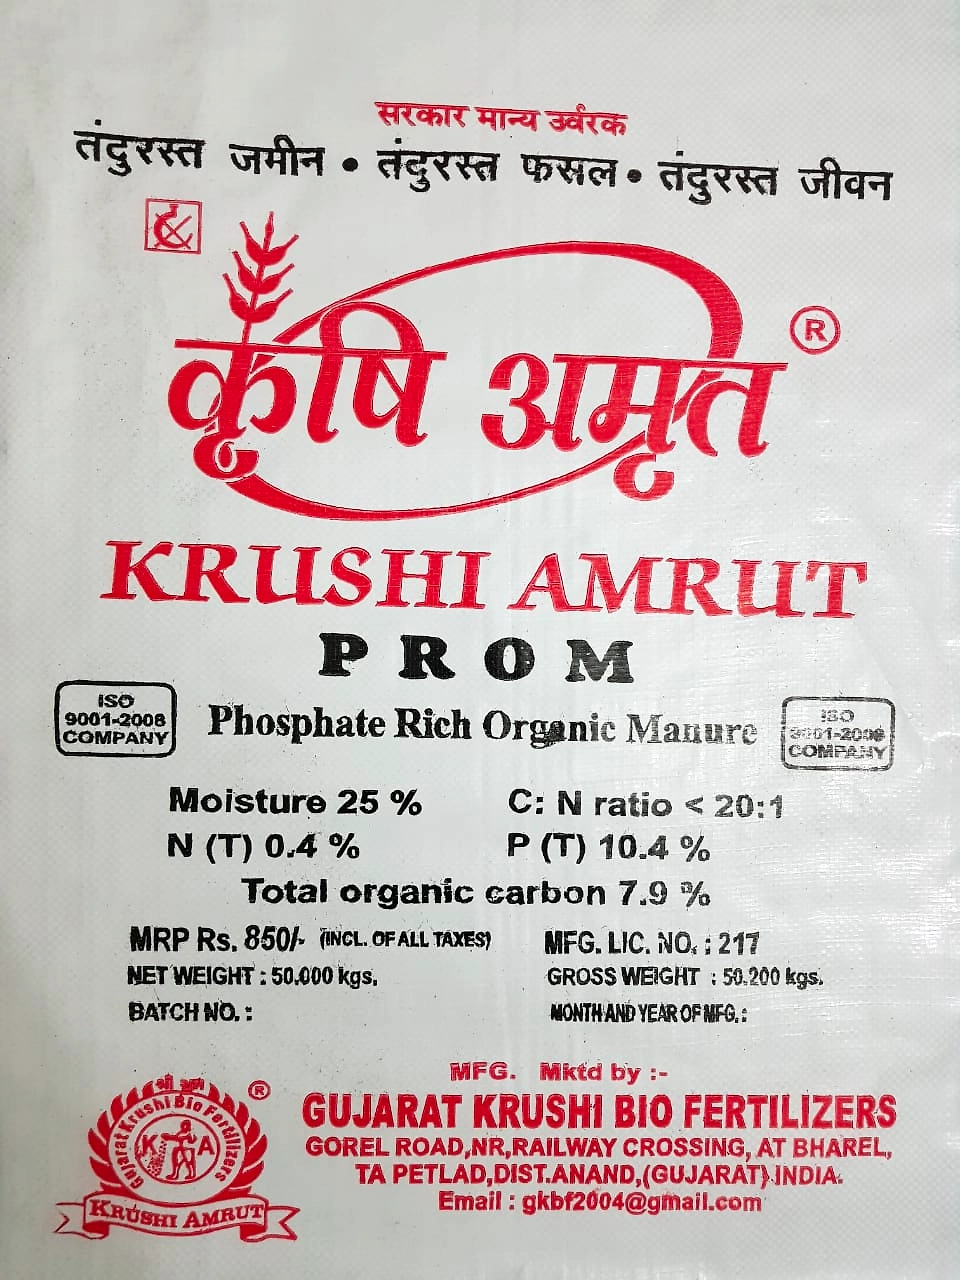 सरकार मान्य उर्वरक
तंदुरस्त जमीन • तंदुरस्त फसल • तंदुरस्त जीवन
कृषि अमृत ®
KRUSHI AMRUT
PROM
ISO
9001-2008
COMPANY
Phosphate Rich Organic Manure
ISO
9001-2008
COMPANY
Moisture 25 % C: N ratio < 20:1
N (T) 0.4 % P (T) 10.4 %
Total organic carbon 7.9 %
MRP Rs. 850/- (INCL. OF ALL TAXES) MFG. LIC. NO. : 217
NET WEIGHT : 50.000 kgs. GROSS WEIGHT : 50.200 kgs.
BATCH NO. : MONTH AND YEAR OF MFG. :
MFG. Mktd by :-
GUJARAT KRUSHI BIO FERTILIZERS
GOREL ROAD,NR,RAILWAY CROSSING, AT BHAREL,
TA PETLAD,DIST.ANAND,(GUJARAT).INDIA.
Email : gkbf2004@gmail.com
श्री
®
Gujarat Krushi Bio Fertilizers
K A
KRUSHI AMRUT